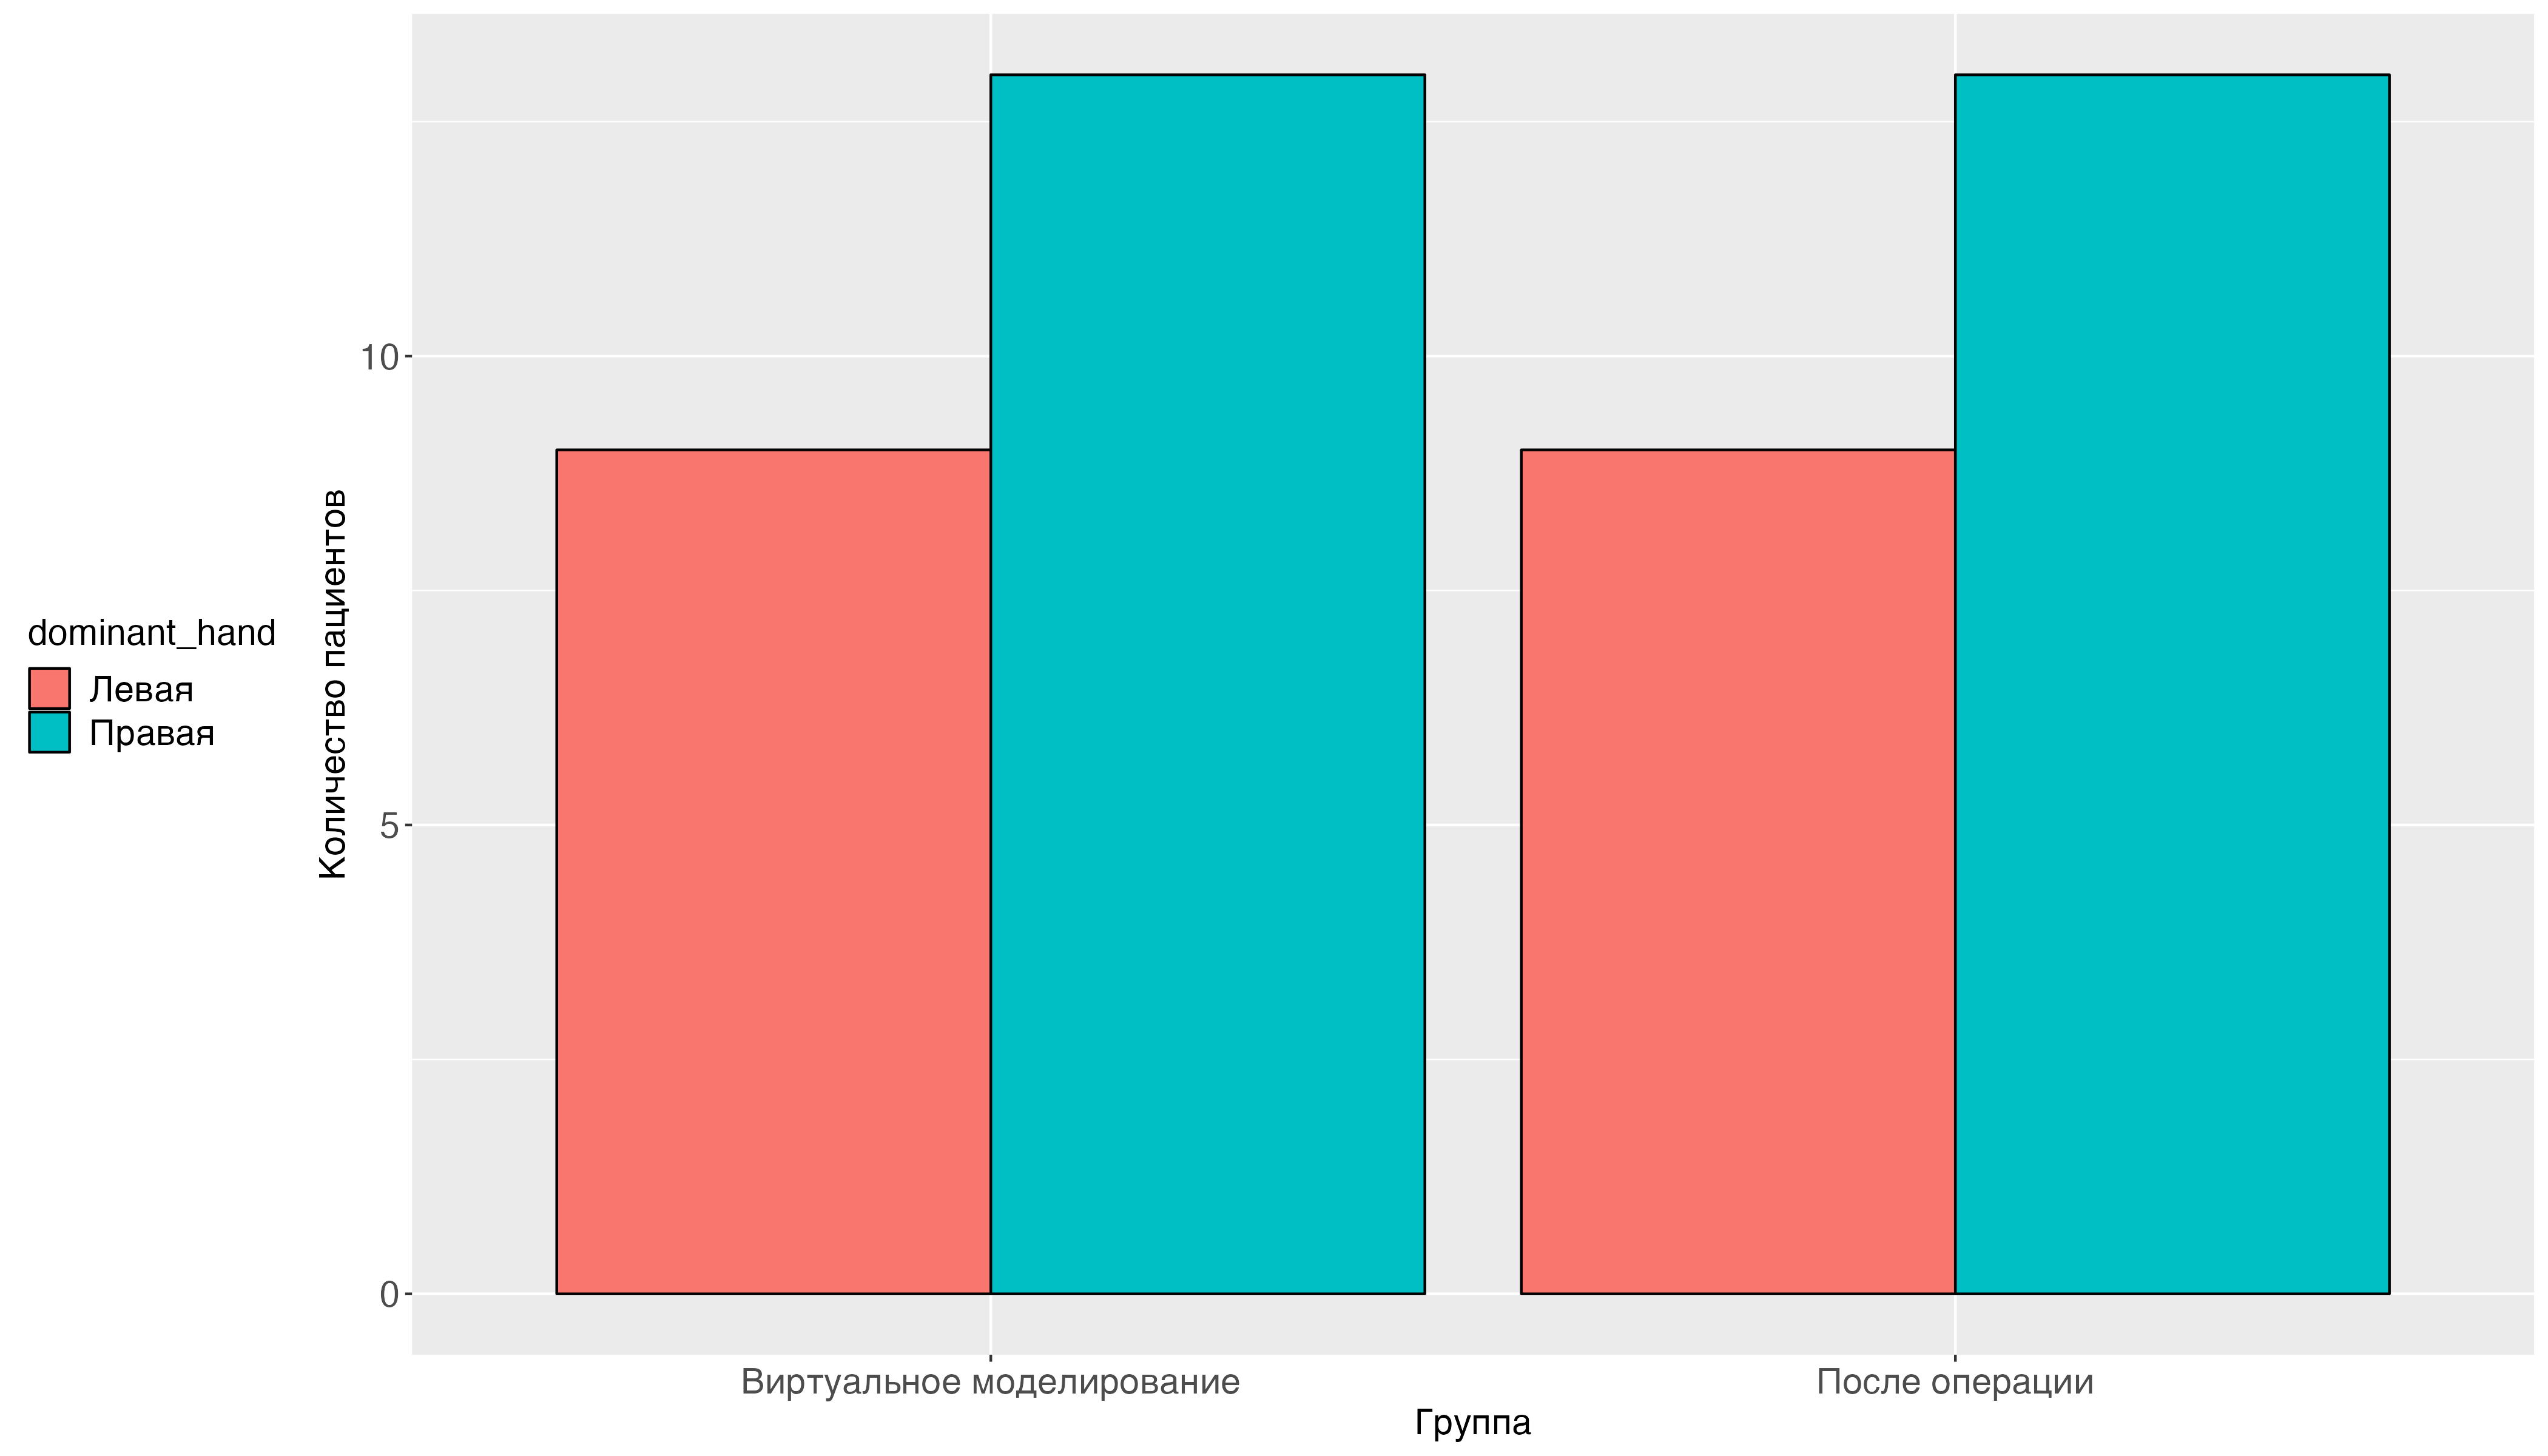 dominant_hand
Левая
Правая
Количество пациентов
10
5
0
Виртуальное моделирование
После операции
Группа